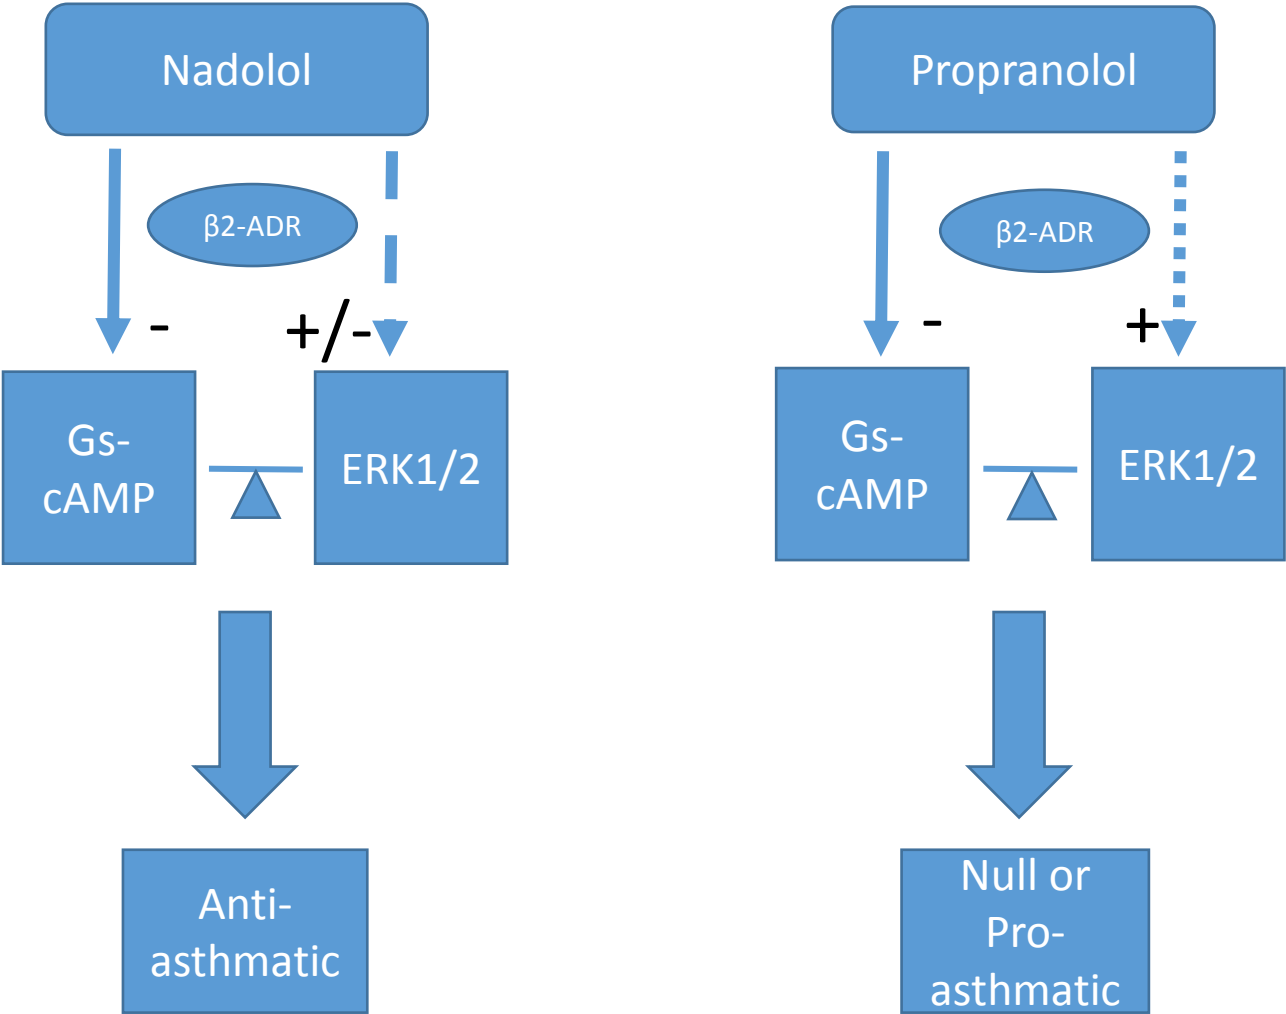 Nadolol
β2-ADR
-
+/-
Gs-
cAMP
ERK1/2
Anti-
asthmatic
Propranolol
β2-ADR
-
+
Gs-
cAMP
ERK1/2
Null or
Pro-
asthmatic